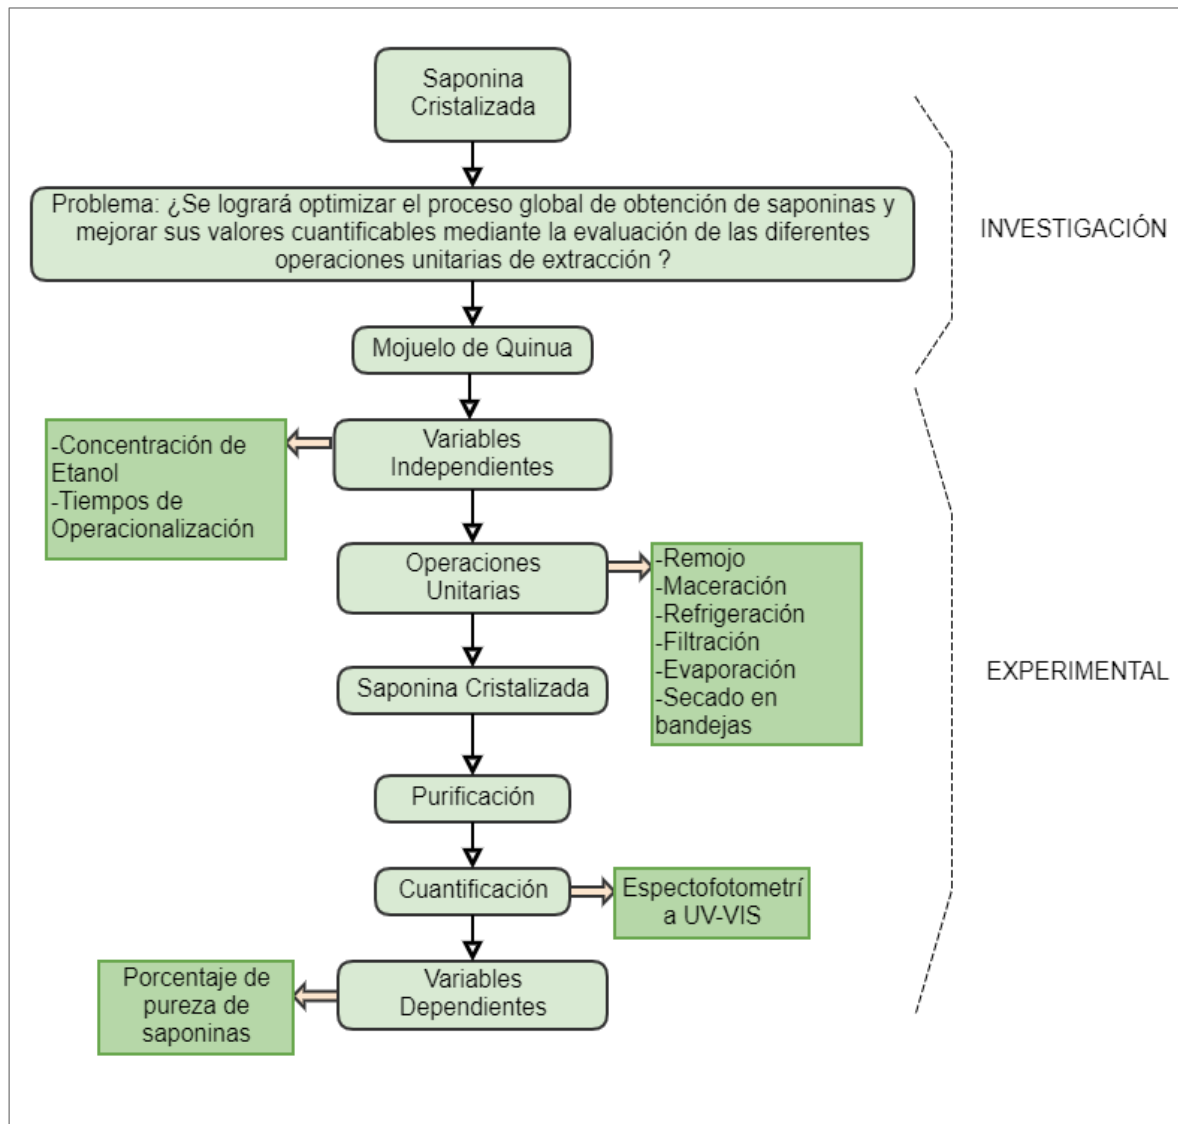 Saponina
Cristalizada
Problema: ¿Se logrará optimizar el proceso global de obtención de saponinas y
mejorar sus valores cuantificables mediante la evaluación de las diferentes
operaciones unitarias de extracción ?
INVESTIGACIÓN
Mojuelo de Quinua
Variables
Independientes
-Concentración de
Etanol
-Tiempos de
Operacionalización
Operaciones
Unitarias
-Remojo
-Maceración
-Refrigeración
-Filtración
-Evaporación
-Secado en
bandejas
EXPERIMENTAL
Saponina Cristalizada
Purificación
Cuantificación
Espectofotometrí
a UV-VIS
Variables
Dependientes
Porcentaje de
pureza de
saponinas